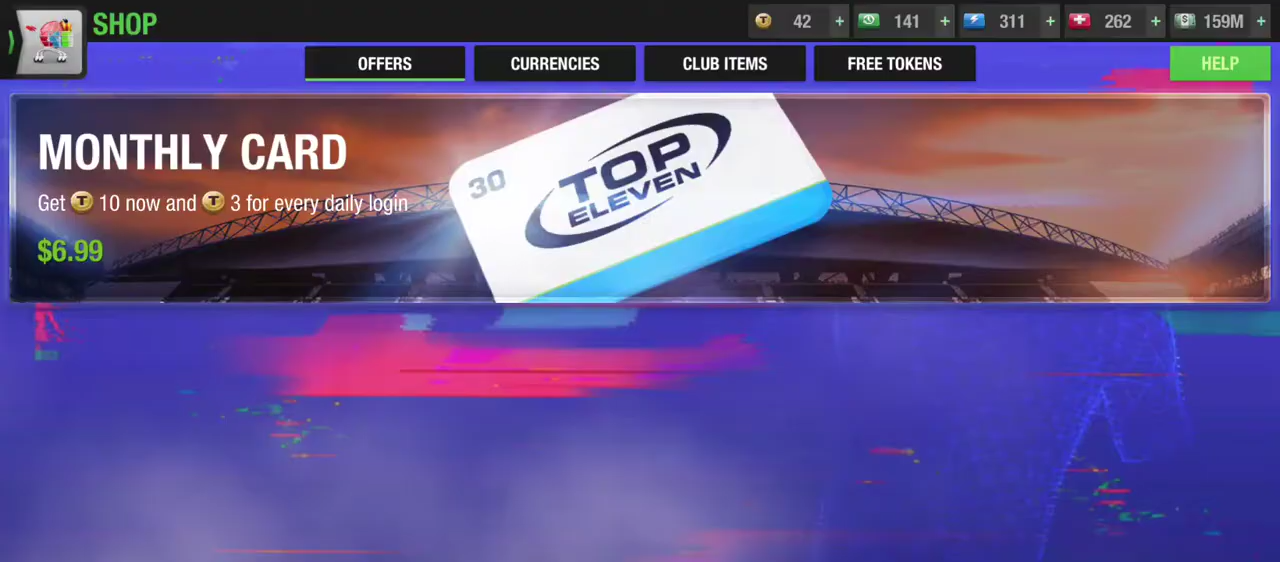 SHOP
42 +
141 +
311 +
262 +
159M +
OFFERS
CURRENCIES
CLUB ITEMS
FREE TOKENS
HELP
MONTHLY CARD
Get T 10 now and T 3 for every daily login
$6.99
30
TOP
ELEVEN